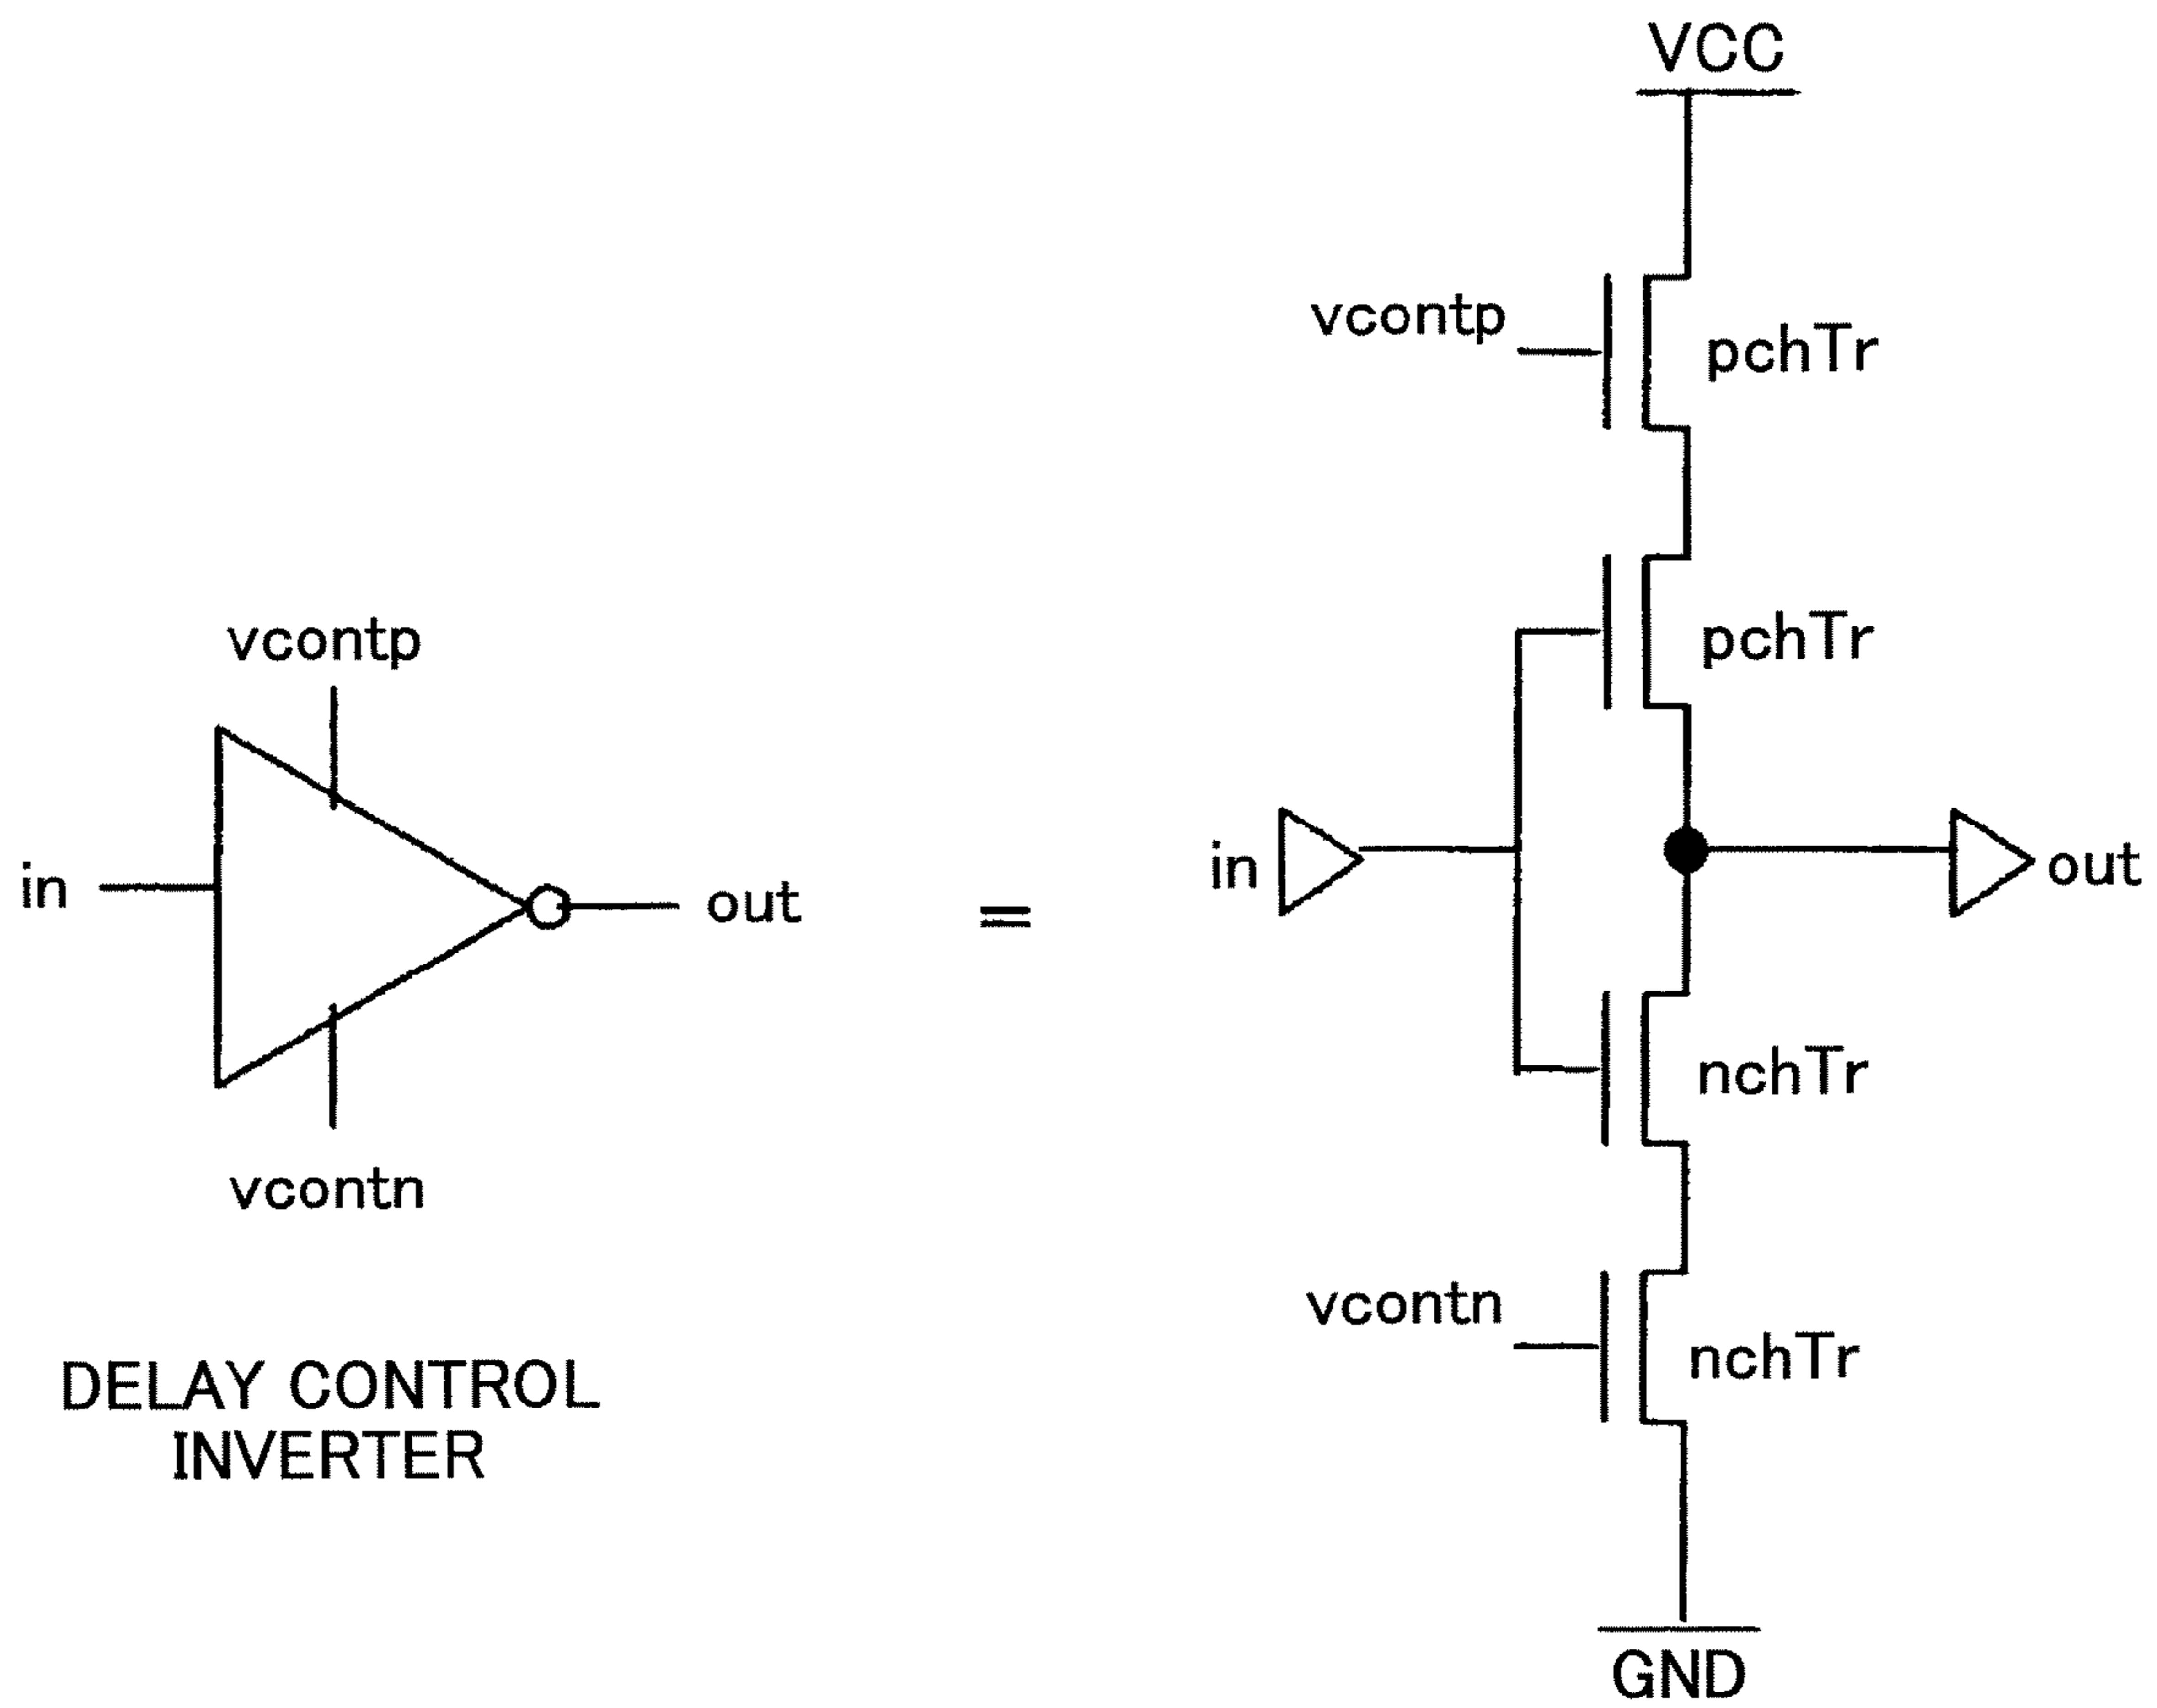 vcontp
in
out
vcontn
DELAY CONTROL
INVERTER
=
VCC
vcontp
pchTr
pchTr
in
out
nchTr
vcontn
nchTr
GND